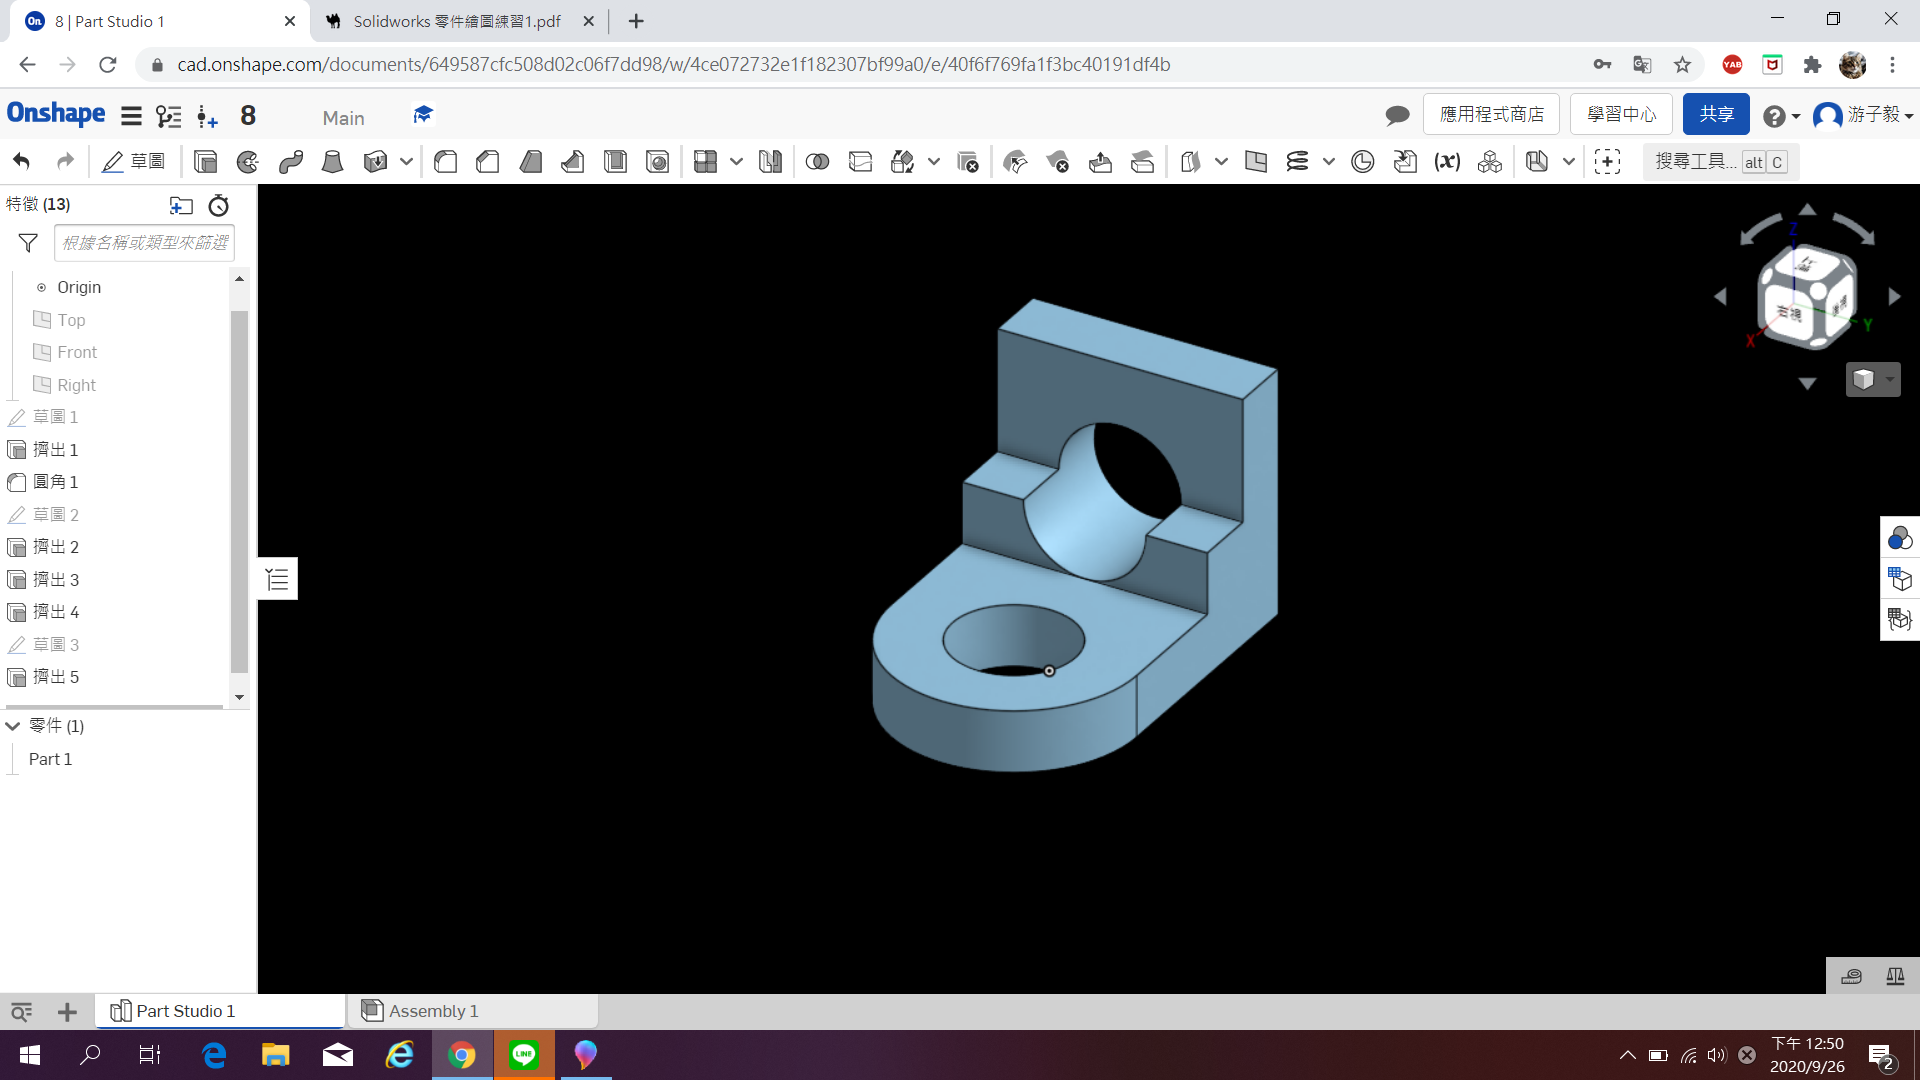 8 | Part Studio 1
Solidworks 零件繪圖練習1.pdf
cad.onshape.com/documents/649587cfc508d02c06f7dd98/w/4ce072732e1f182307bf99a0/e/40f6f769fa1f3bc40191df4b
Onshape
8
Main
應用程式商店
學習中心
共享
游子毅
草圖
搜尋工具... alt C
特徵 (13)
根據名稱或類型來篩選
Origin
Top
Front
Right
草圖 1
擠出 1
圓角 1
草圖 2
擠出 2
擠出 3
擠出 4
草圖 3
擠出 5
零件 (1)
Part 1
Z
X
Y
Part Studio 1
Assembly 1
下午 12:50
2020/9/26
2